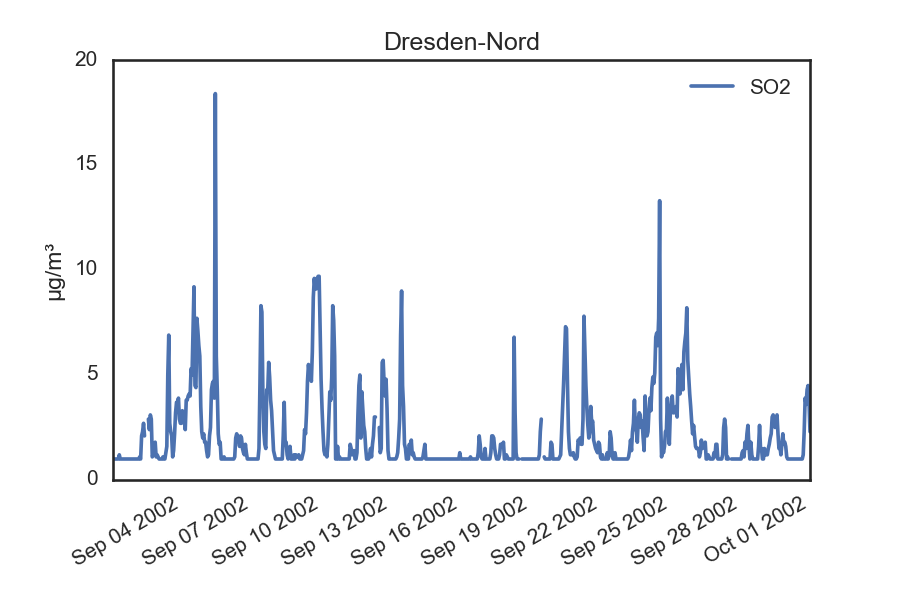 Dresden-Nord
SO2
µg/m³
20
15
10
5
0
Sep 04 2002
Sep 07 2002
Sep 10 2002
Sep 13 2002
Sep 16 2002
Sep 19 2002
Sep 22 2002
Sep 25 2002
Sep 28 2002
Oct 01 2002